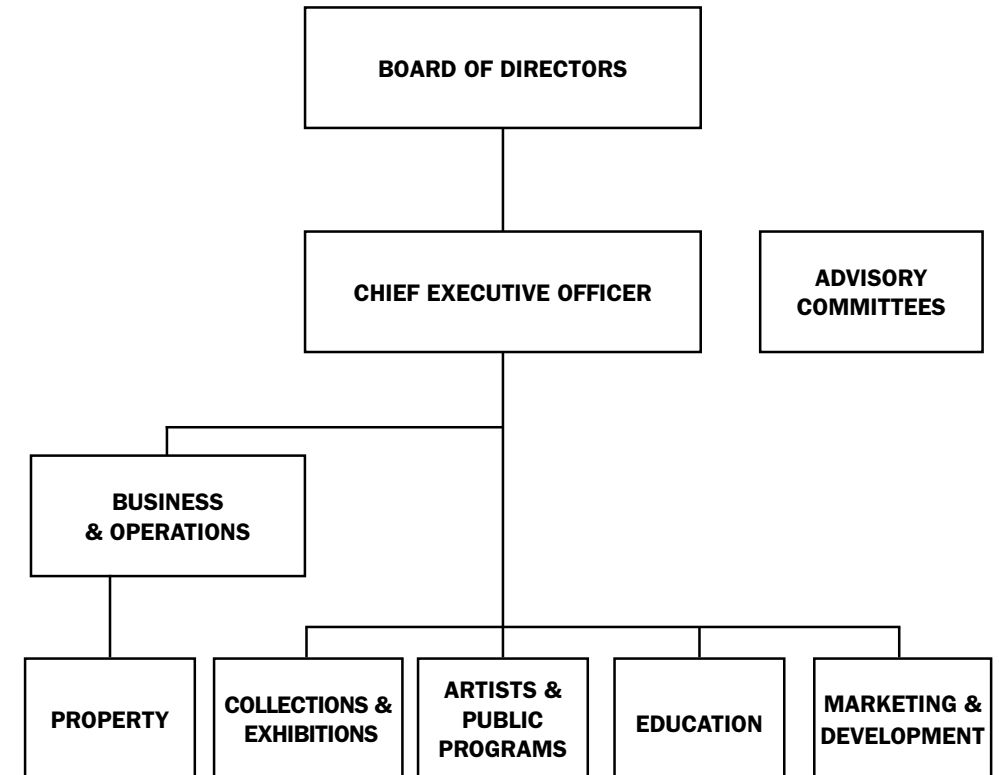 BOARD OF DIRECTORS
CHIEF EXECUTIVE OFFICER
ADVISORY
COMMITTEES
BUSINESS
& OPERATIONS
PROPERTY
COLLECTIONS &
EXHIBITIONS
ARTISTS &
PUBLIC
PROGRAMS
EDUCATION
MARKETING &
DEVELOPMENT